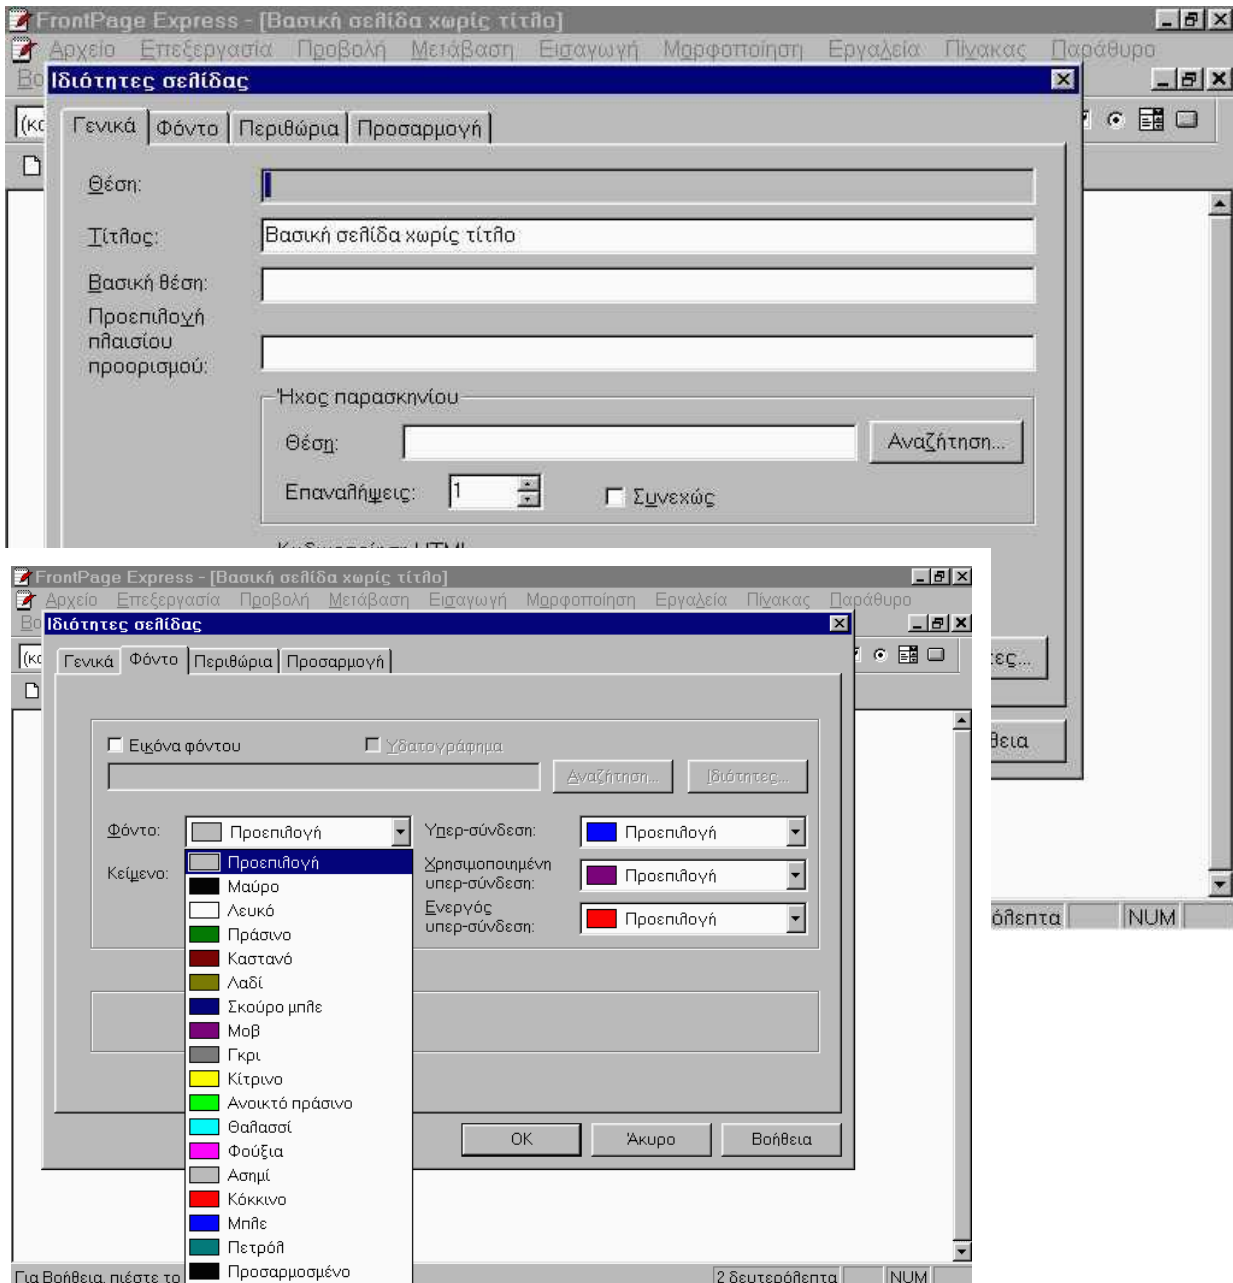 FrontPage Express - [Βασική σελίδα χωρίς τίτλο]
Αρχείο Επεξεργασία Προβολή Μετάβαση Εισαγωγή Μορφοποίηση Εργαλεία Πίνακας Παράθυρο
Ιδιότητες σελίδας
Γενικά Φόντο Περιθώρια Προσαρμογή
Θέση:
Τίτλος: Βασική σελίδα χωρίς τίτλο
Βασική θέση:
Προεπιλογή
πλαισίου
προορισμού:
Ήχος παρασκηνίου
Θέση: Αναζήτηση...
Επαναλήψεις: 1 Συνεχώς
FrontPage Express - [Βασική σελίδα χωρίς τίτλο]
Αρχείο Επεξεργασία Προβολή Μετάβαση Εισαγωγή Μορφοποίηση Εργαλεία Πίνακας Παράθυρο
Ιδιότητες σελίδας
Γενικά Φόντο Περιθώρια Προσαρμογή
Εικόνα φόντου Υδατογράφημα
Αναζήτηση... Ιδιότητες...
Φόντο: Προεπιλογή Υπερ-σύνδεση: Προεπιλογή
Κείμενο: Χρησιμοποιημένη
υπερ-σύνδεση: Προεπιλογή
Ενεργός
υπερ-σύνδεση: Προεπιλογή
Προεπιλογή
Μαύρο
Λευκό
Πράσινο
Καστανό
Λαδί
Σκούρο μπλε
Μοβ
Γκρι
Κίτρινο
Ανοικτό πράσινο
Θαλασσί
Φούξια
Ασημί
Κόκκινο
Μπλε
Πετρόλ
Προσαρμοσμένο
OK Άκυρο Βοήθεια
Για Βοήθεια, πιέστε το 2 δευτερόλεπτα NUM
NUM